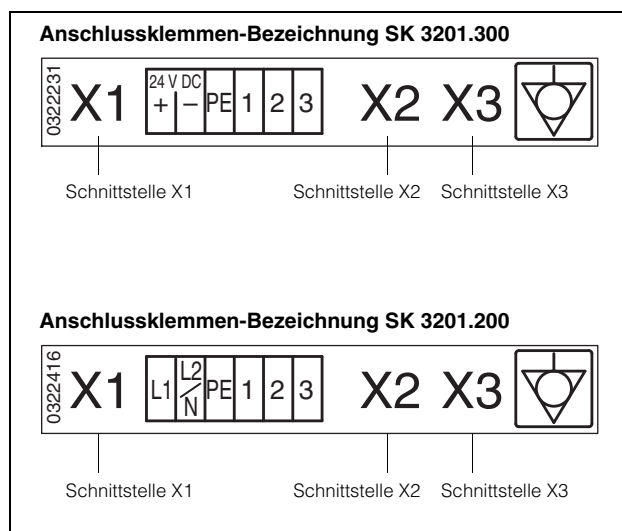 Anschlussklemmen-Bezeichnung SK 3201.300
0322231
X1 24 V DC + − PE 1 2 3 X2 X3
Schnittstelle X1 Schnittstelle X2 Schnittstelle X3
Anschlussklemmen-Bezeichnung SK 3201.200
0322416
X1 L1 L2/N PE 1 2 3 X2 X3
Schnittstelle X1 Schnittstelle X2 Schnittstelle X3